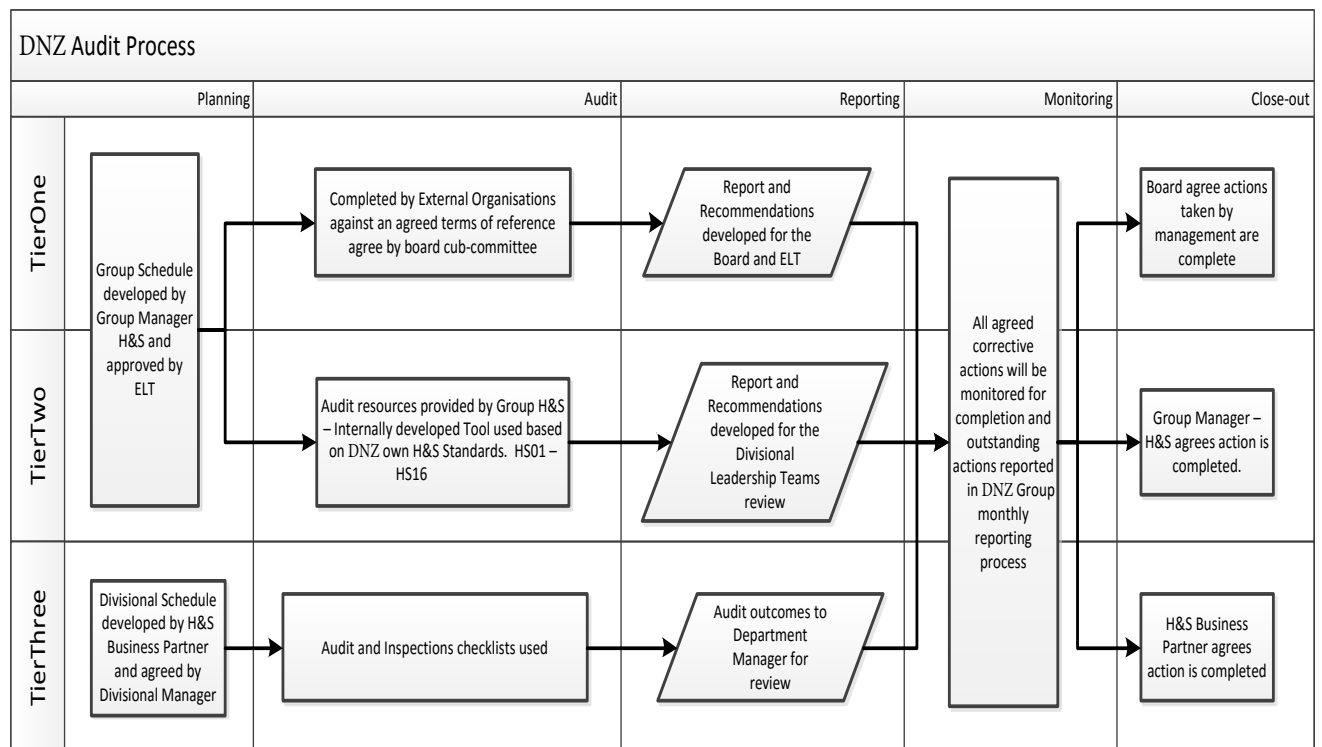 DNZ Audit Process
Planning
Audit
Reporting
Monitoring
Close-out
TierOne
TierTwo
TierThree
Group Schedule
developed by
Group Manager
H&S and
approved by
ELT
Completed by External Organisations
against an agreed terms of reference
agree by board cub-committee
Report and
Recommendations
developed for the
Board and ELT
Audit resources provided by Group H&S
– Internally developed Tool used based
on DNZ own H&S Standards. HS01 –
HS16
Report and
Recommendations
developed for the
Divisional
Leadership Teams
review
Divisional Schedule
developed by H&S
Business Partner
and agreed by
Divisional Manager
Audit and Inspections checklists used
Audit outcomes to
Department
Manager for
review
All agreed
corrective
actions will be
monitored for
completion and
outstanding
actions reported
in DNZ Group
monthly
reporting
process
Board agree actions
taken by
management are
complete
Group Manager –
H&S agrees action is
completed.
H&S Business
Partner agrees
action is completed